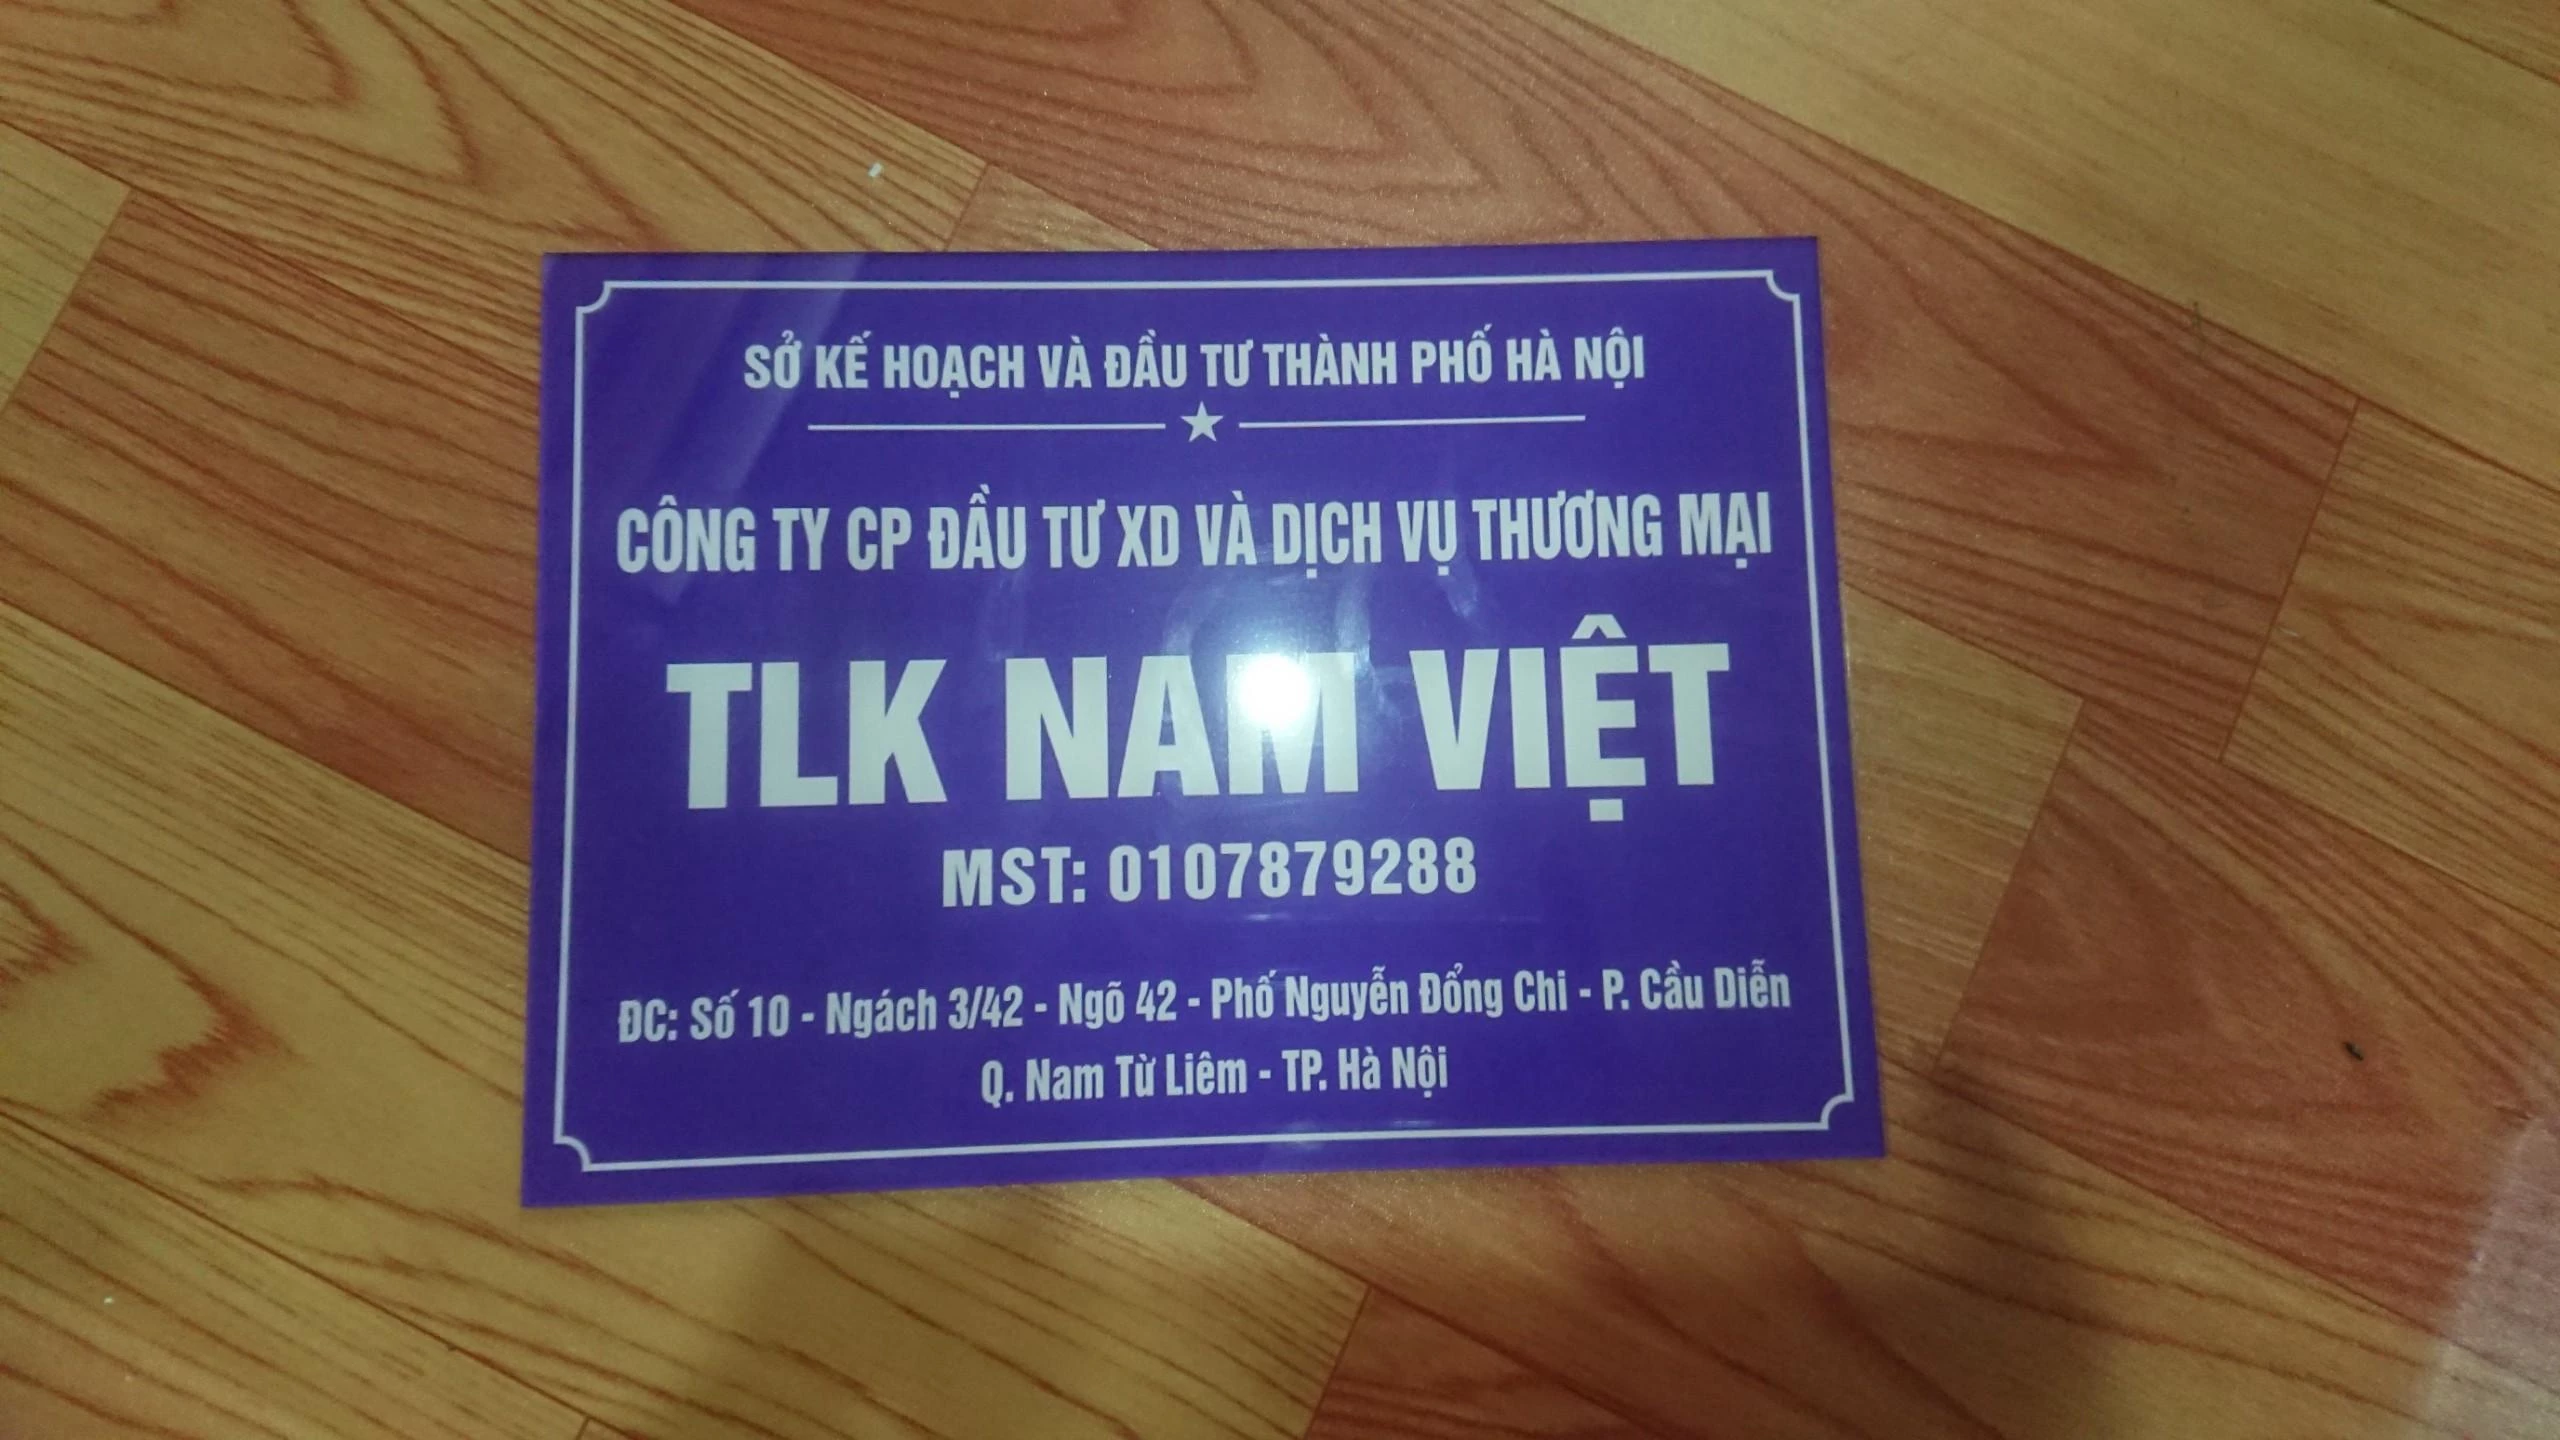 SỞ KẾ HOẠCH VÀ ĐẦU TƯ THÀNH PHỐ HÀ NỘI
CÔNG TY CP ĐẦU TƯ XD VÀ DỊCH VỤ THƯƠNG MẠI
TLK NAM VIỆT
MST: 0107879288
ĐC: Số 10 - Ngách 3/42 - Ngõ 42 - Phố Nguyễn Đổng Chi - P. Cầu Diễn
Q. Nam Từ Liêm - TP. Hà Nội